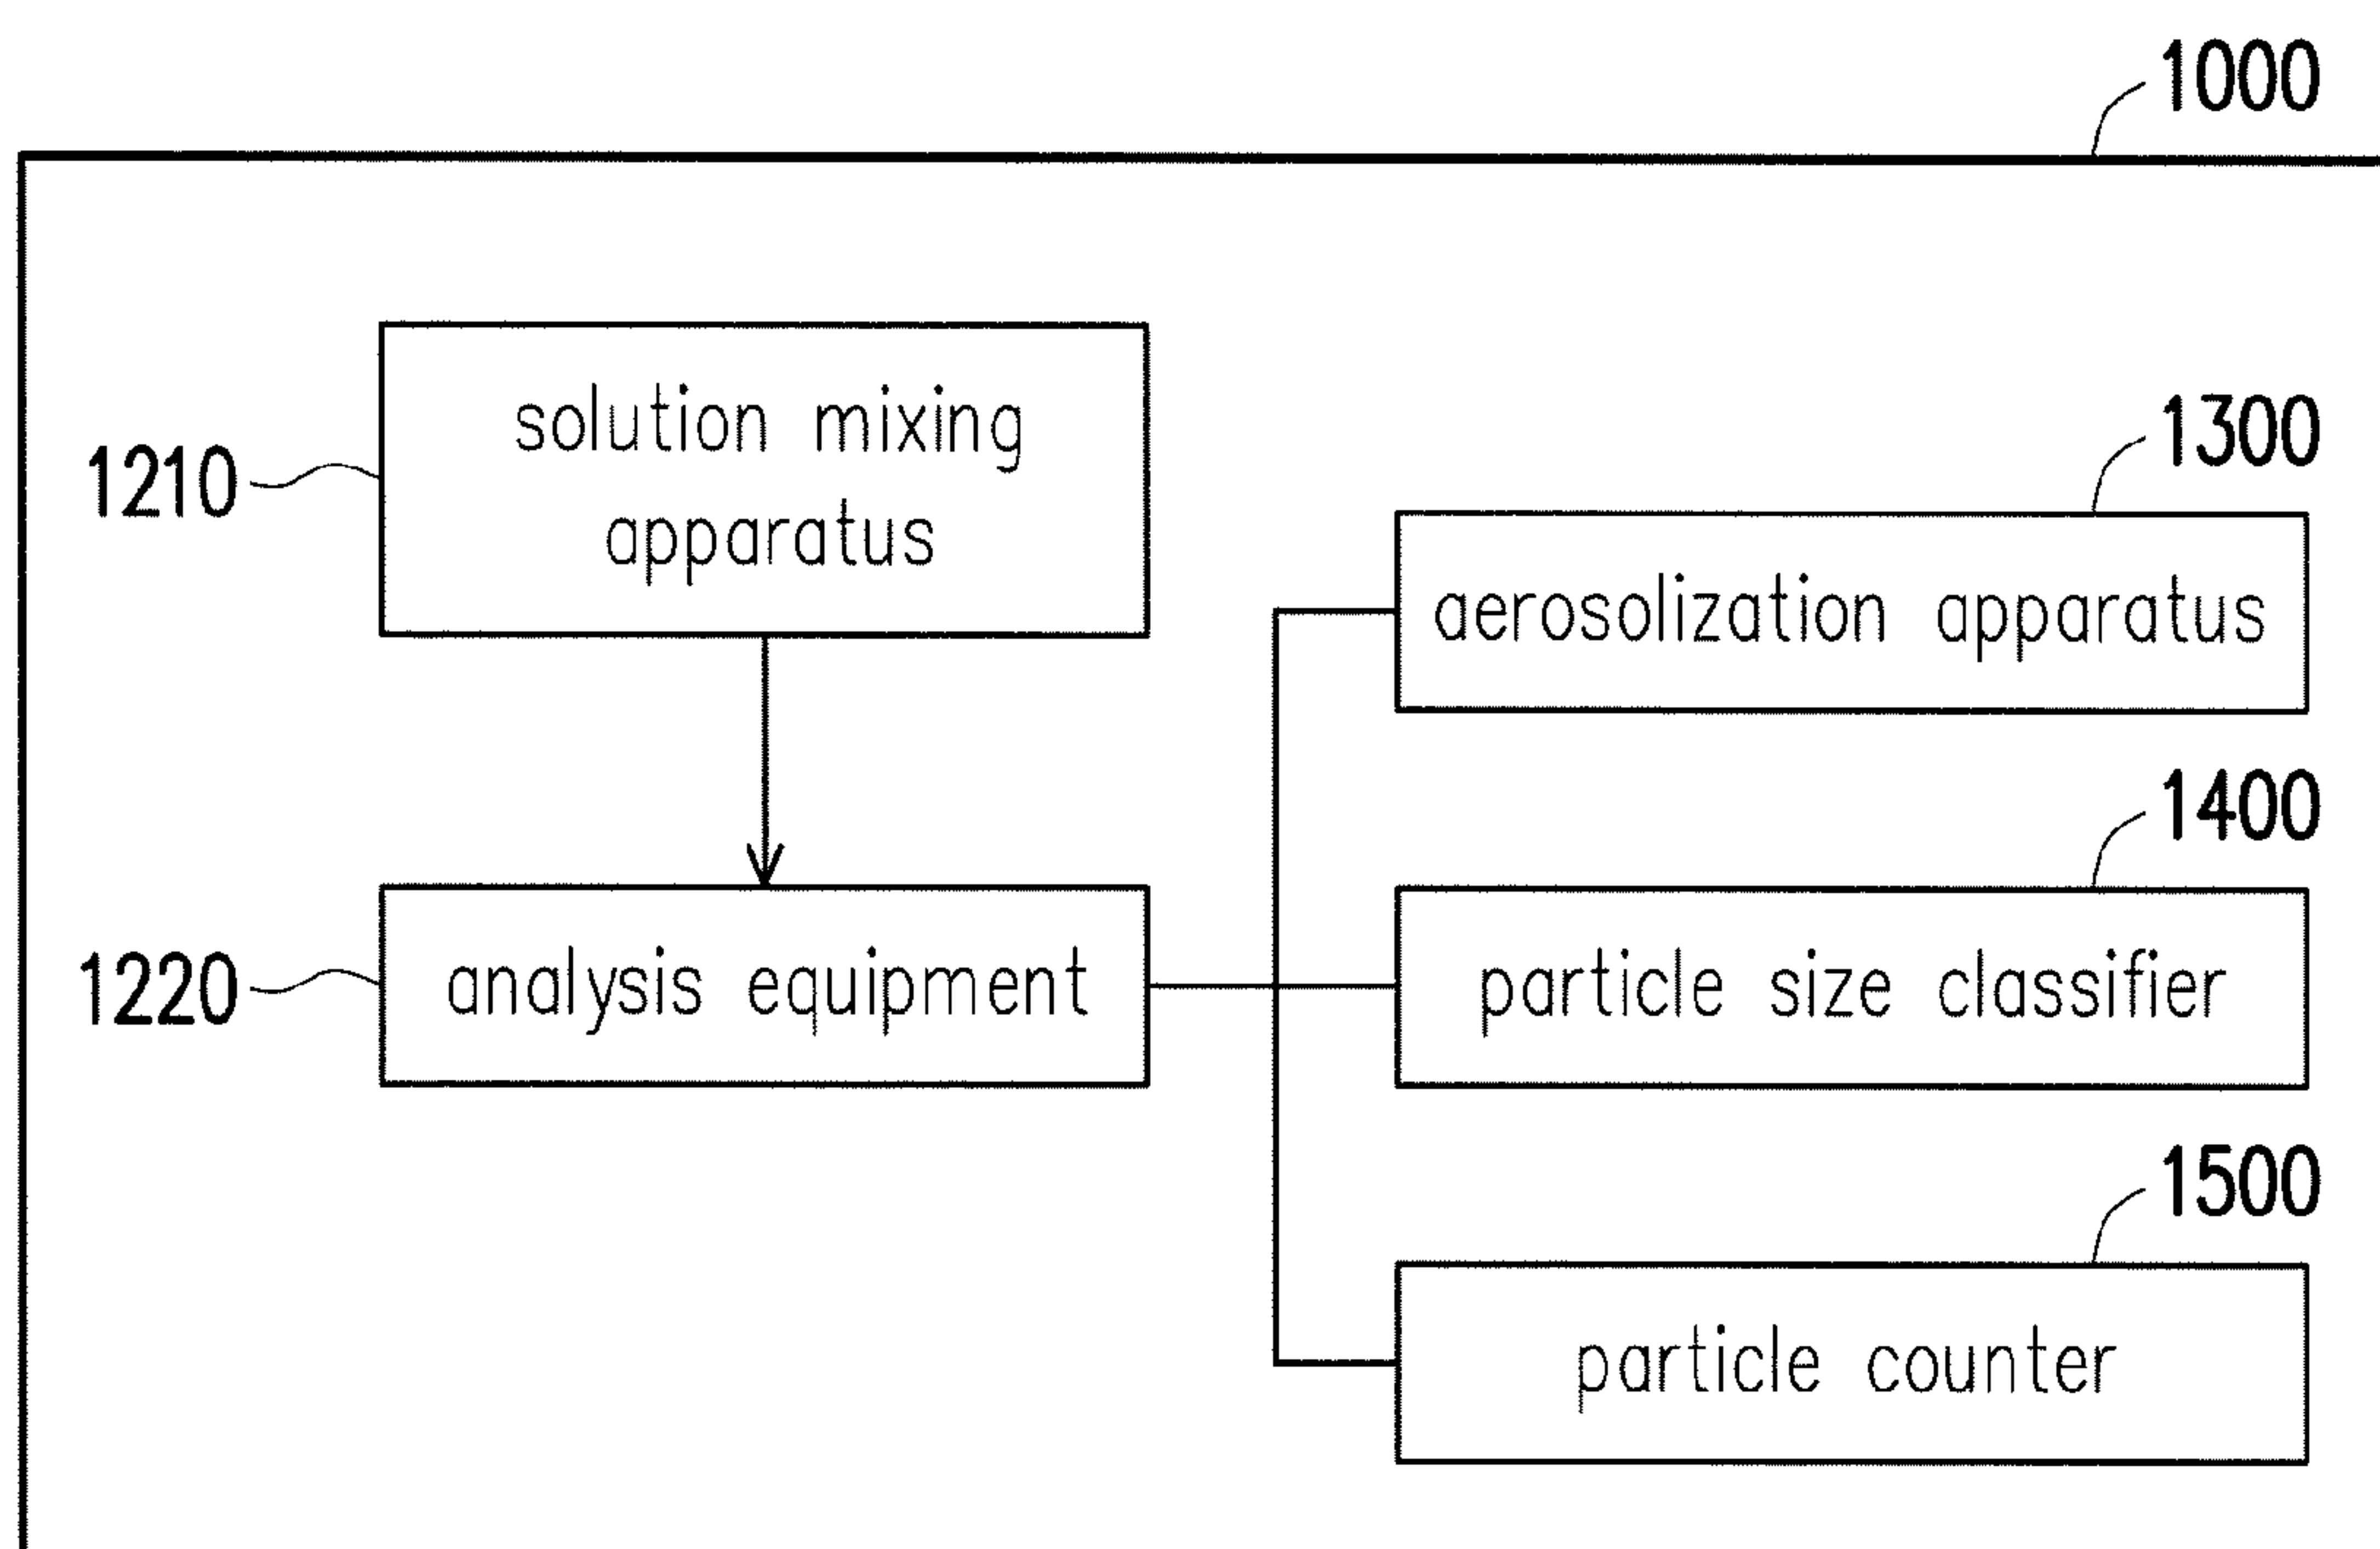 1000
1210
solution mixing
apparatus
1300
aerosolization apparatus
1220
analysis equipment
1400
particle size classifier
1500
particle counter